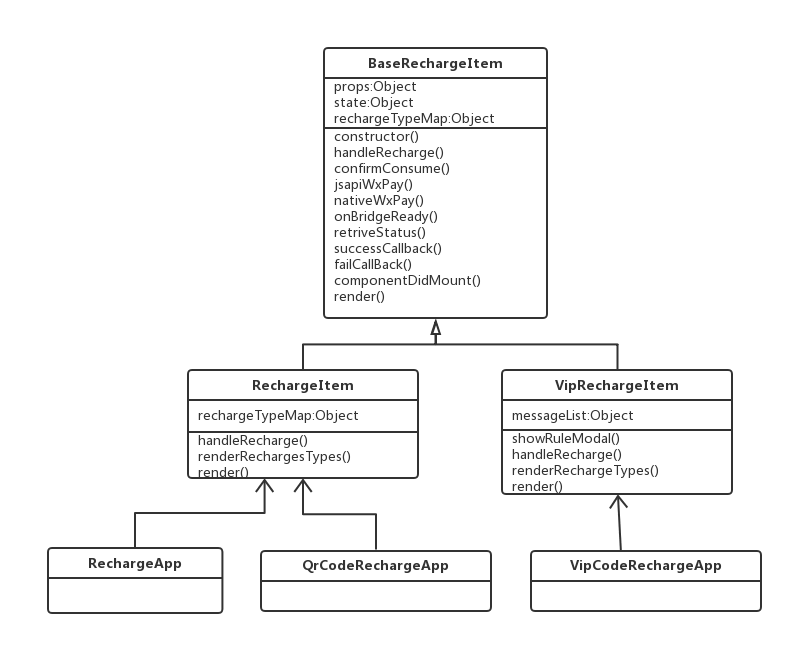 BaseRechargeItem
props:Object
state:Object
rechargeTypeMap:Object
constructor()
handleRecharge()
confirmConsume()
jsapiWxPay()
nativeWxPay()
onBridgeReady()
retriveStatus()
successCallback()
failCallBack()
componentDidMount()
render()
RechargeItem
rechargeTypeMap:Object
handleRecharge()
renderRechargesTypes()
render()
VipRechargeItem
messageList:Object
showRuleModal()
handleRecharge()
renderRechargeTypes()
render()
RechargeApp
QrCodeRechargeApp
VipCodeRechargeApp